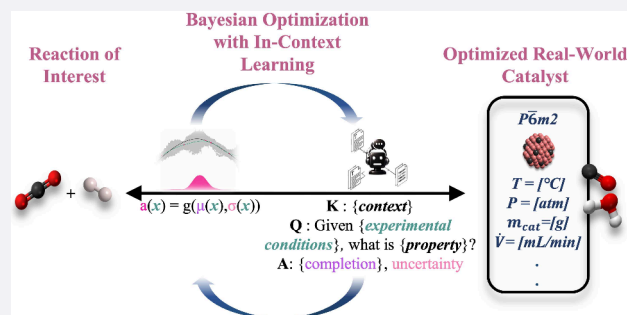 Bayesian Optimization
with In-Context
Learning
Reaction of
Interest
Optimized Real-World
Catalyst
P6̅m2
T = [°C]
P = [atm]
m_cat=[g]
V̇ = [mL/min]
.
.
+
a(x) = g(μ(x),σ(x))
K : {context}
Q : Given {experimental
conditions}, what is {property}?
A: {completion}, uncertainty